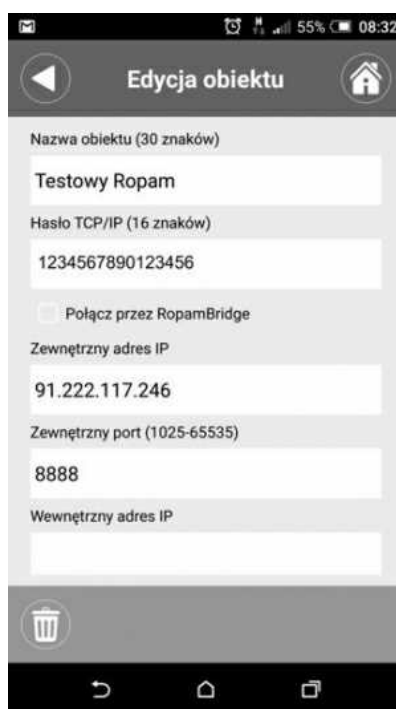 55% 08:32
Edycja obiektu
Nazwa obiektu (30 znaków)
Testowy Ropam
Hasło TCP/IP (16 znaków)
1234567890123456
Połącz przez RopamBridge
Zewnętrzny adres IP
91.222.117.246
Zewnętrzny port (1025-65535)
8888
Wewnętrzny adres IP